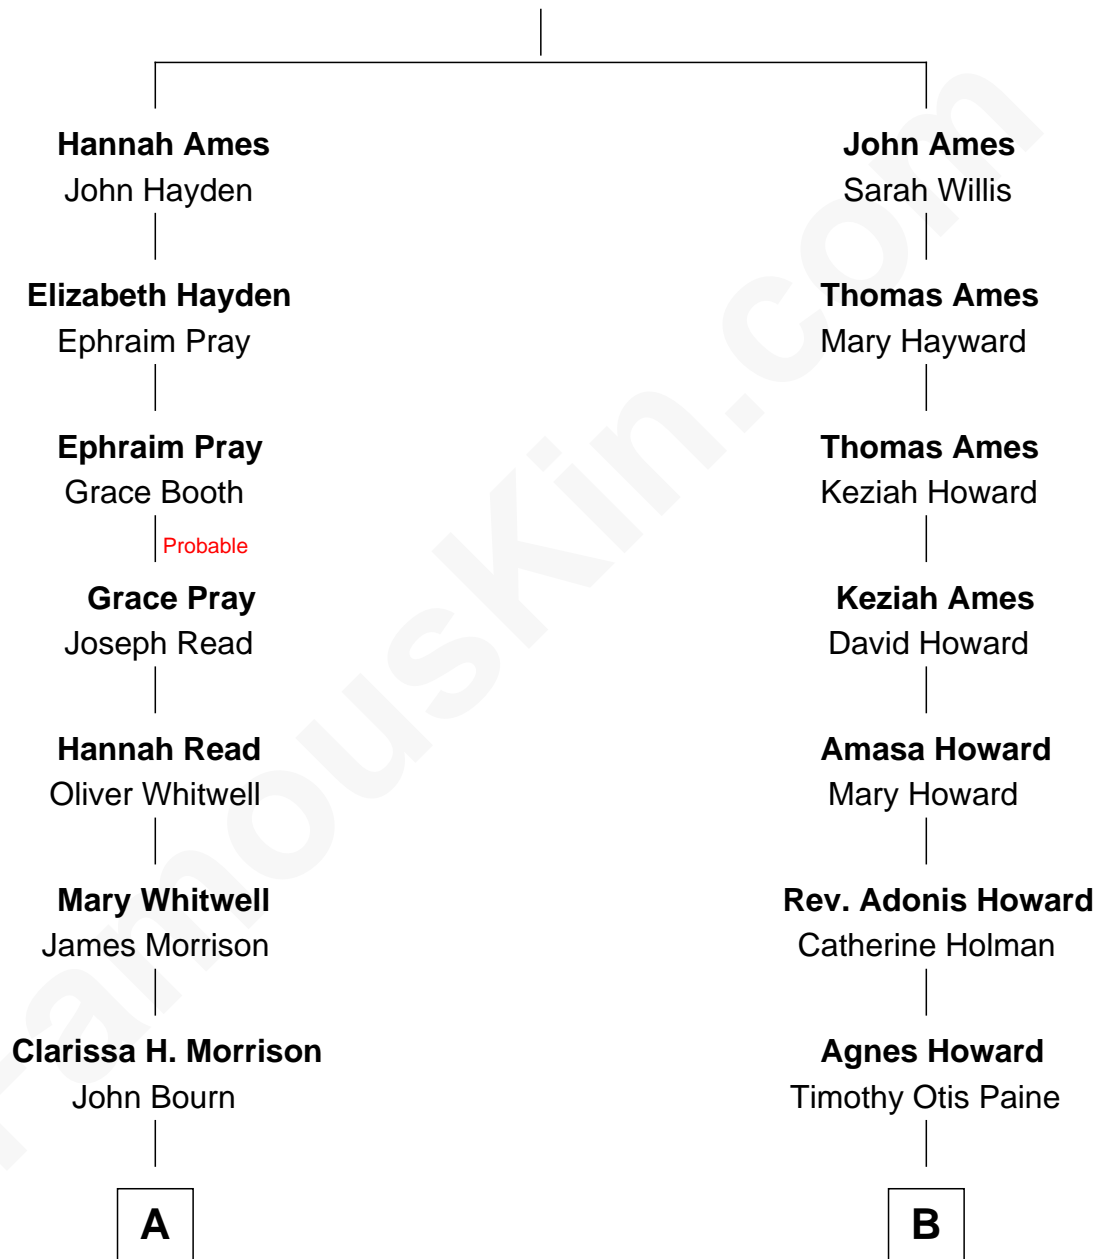 Hannah Ames
John Hayden
Elizabeth Hayden
Ephraim Pray
Ephraim Pray
Grace Booth
Probable
Grace Pray
Joseph Read
Hannah Read
Oliver Whitwell
Mary Whitwell
James Morrison
Clarissa H. Morrison
John Bourn
A
John Ames
Sarah Willis
Thomas Ames
Mary Hayward
Thomas Ames
Keziah Howard
Keziah Ames
David Howard
Amasa Howard
Mary Howard
Rev. Adonis Howard
Catherine Holman
Agnes Howard
Timothy Otis Paine
B
FamousKin.com